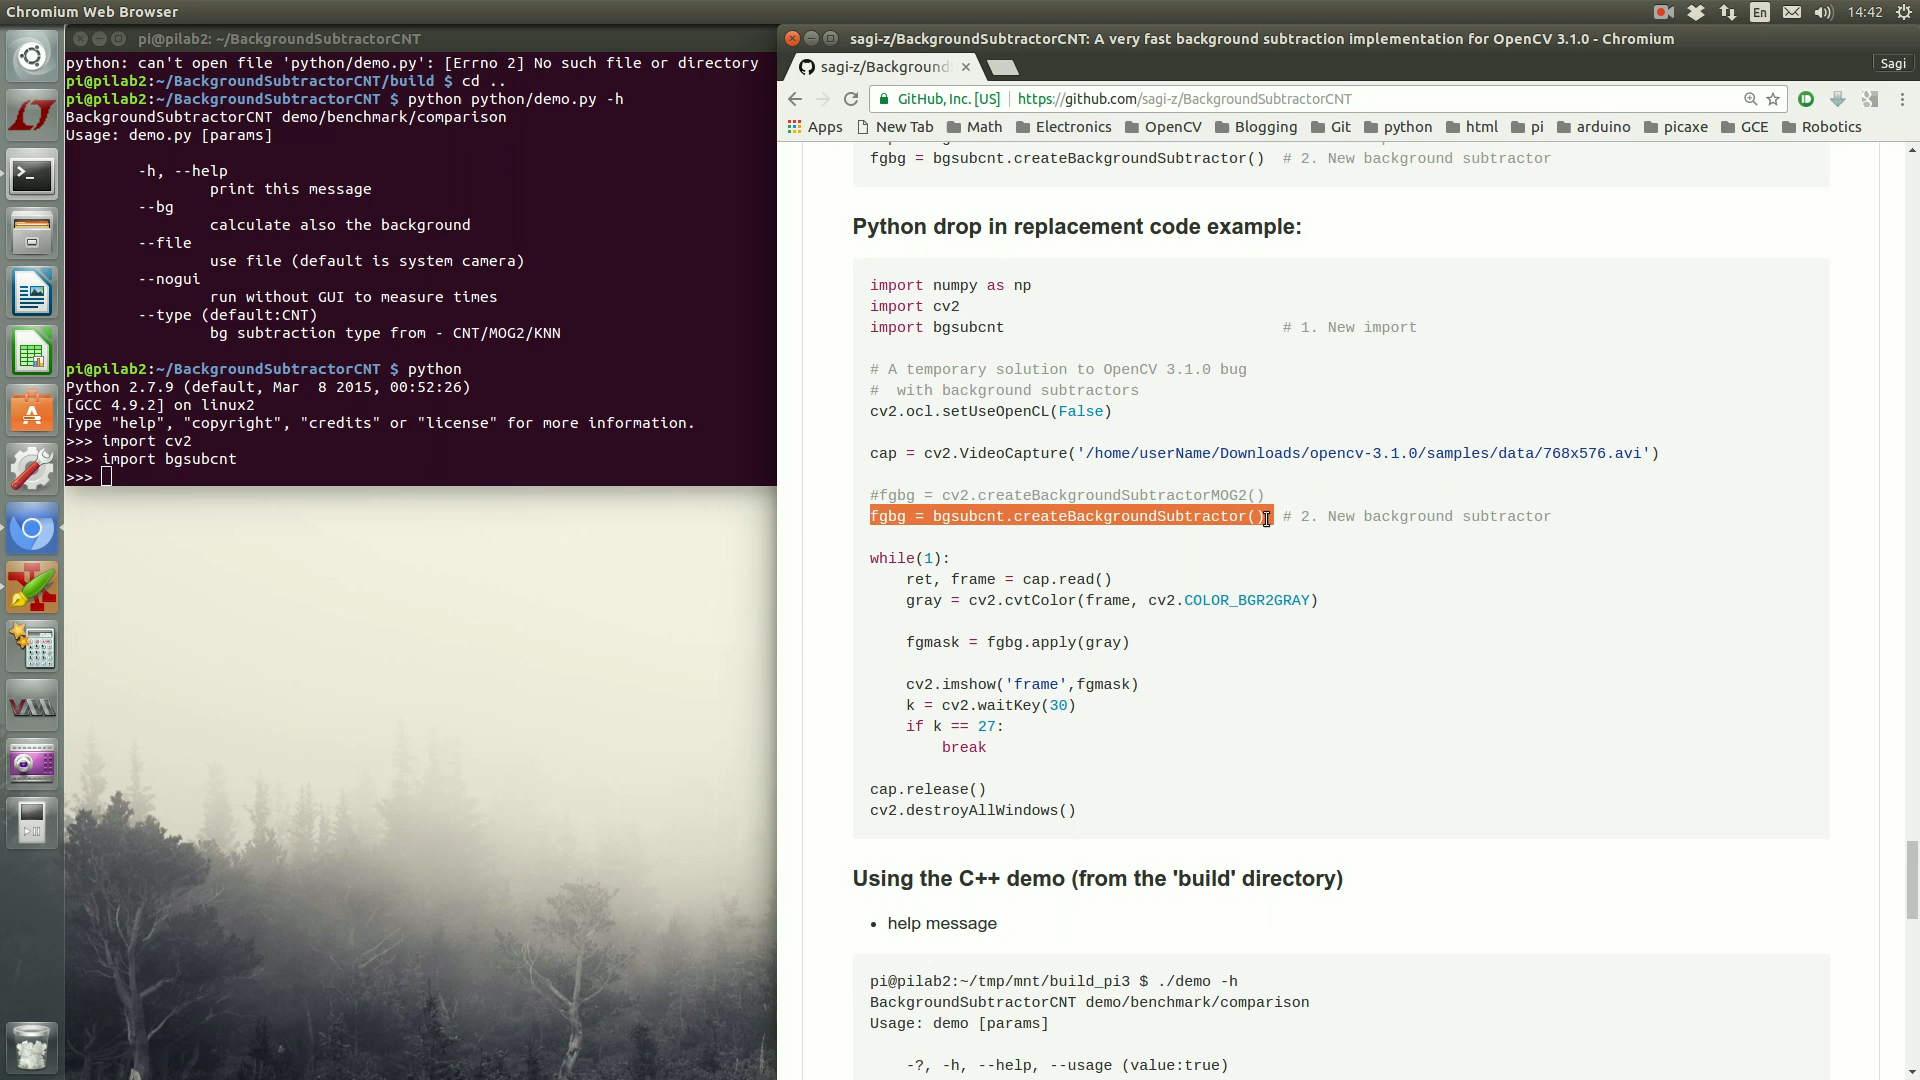 Chromium Web Browser
En
14:42
pi@pilab2: ~/BackgroundSubtractorCNT
python: can't open file 'python/demo.py': [Errno 2] No such file or directory
pi@pilab2:~/BackgroundSubtractorCNT/build $ cd ..
pi@pilab2:~/BackgroundSubtractorCNT $ python python/demo.py -h
BackgroundSubtractorCNT demo/benchmark/comparison
Usage: demo.py [params]
-h, --help
print this message
--bg
calculate also the background
--file
use file (default is system camera)
--nogui
run without GUI to measure times
--type (default:CNT)
bg subtraction type from - CNT/MOG2/KNN
pi@pilab2:~/BackgroundSubtractorCNT $ python
Python 2.7.9 (default, Mar  8 2015, 00:52:26)
[GCC 4.9.2] on linux2
Type "help", "copyright", "credits" or "license" for more information.
>>> import cv2
>>> import bgsubcnt
>>>
sagi-z/BackgroundSubtractorCNT: A very fast background subtraction implementation for OpenCV 3.1.0 - Chromium
sagi-z/Background
Sagi
GitHub, Inc. [US]
https://github.com/sagi-z/BackgroundSubtractorCNT
Apps New Tab Math Electronics OpenCV Blogging Git python html pi arduino picaxe GCE Robotics
fgbg = bgsubcnt.createBackgroundSubtractor()  # 2. New background subtractor
Python drop in replacement code example:
import numpy as np
import cv2
import bgsubcnt # 1. New import
# A temporary solution to OpenCV 3.1.0 bug
#  with background subtractors
cv2.ocl.setUseOpenCL(False)
cap = cv2.VideoCapture('/home/userName/Downloads/opencv-3.1.0/samples/data/768x576.avi')
#fgbg = cv2.createBackgroundSubtractorMOG2()
fgbg = bgsubcnt.createBackgroundSubtractor()  # 2. New background subtractor
while(1):
ret, frame = cap.read()
gray = cv2.cvtColor(frame, cv2.COLOR_BGR2GRAY)
fgmask = fgbg.apply(gray)
cv2.imshow('frame',fgmask)
k = cv2.waitKey(30)
if k == 27:
break
cap.release()
cv2.destroyAllWindows()
Using the C++ demo (from the 'build' directory)
• help message
pi@pilab2:~/tmp/mnt/build_pi3 $ ./demo -h
BackgroundSubtractorCNT demo/benchmark/comparison
Usage: demo [params]
-?, -h, --help, --usage (value:true)